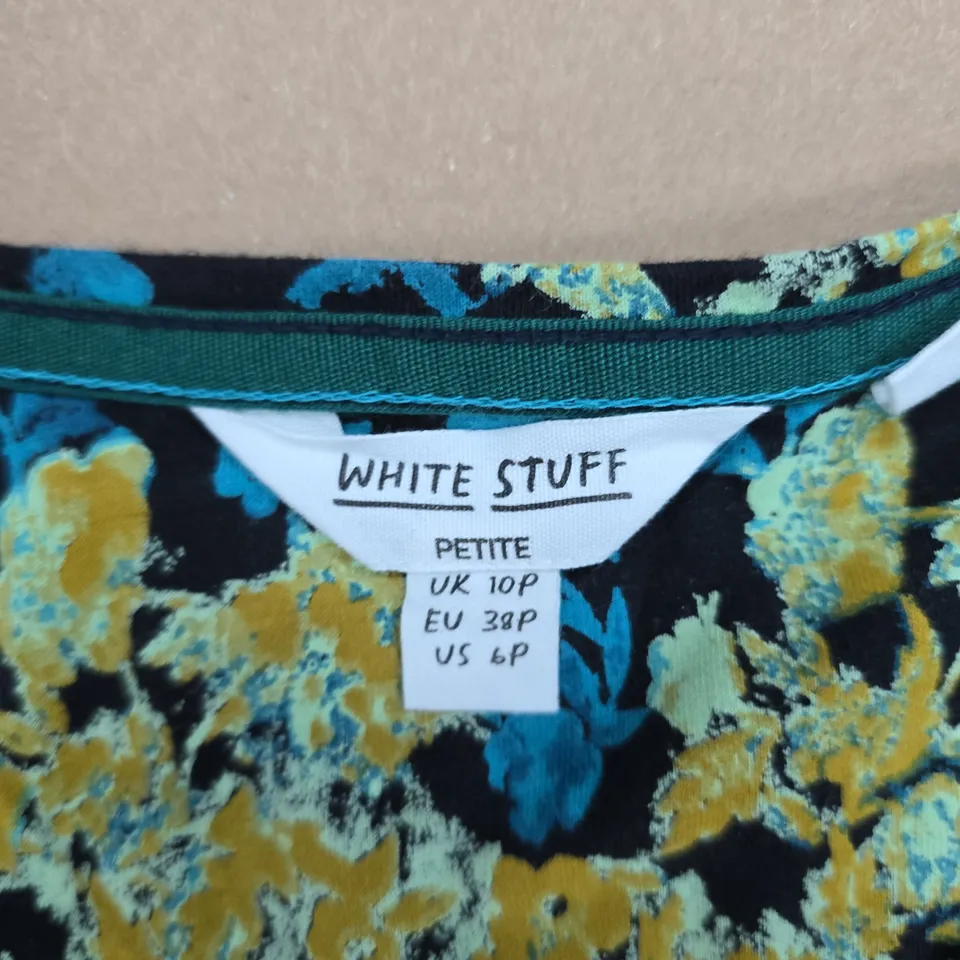 WHITE STUFF
PETITE
UK 10P
EU 38P
US 6P